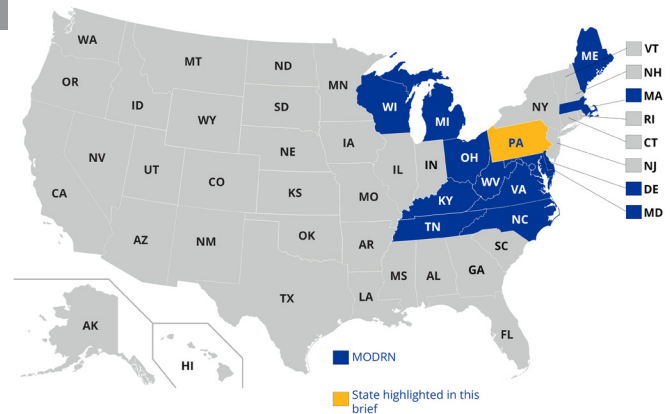 WA
MT
ND
MN
OR
ID
WY
SD
WI
MI
NY
ME
VT
NH
MA
RI
CT
NJ
DE
MD
NV
UT
CO
NE
IA
IL
IN
OH
PA
WV
VA
KY
CA
KS
MO
TN
NC
AZ
NM
OK
AR
SC
MS
AL
GA
TX
LA
FL
AK
HI
MODRN
State highlighted in this
brief